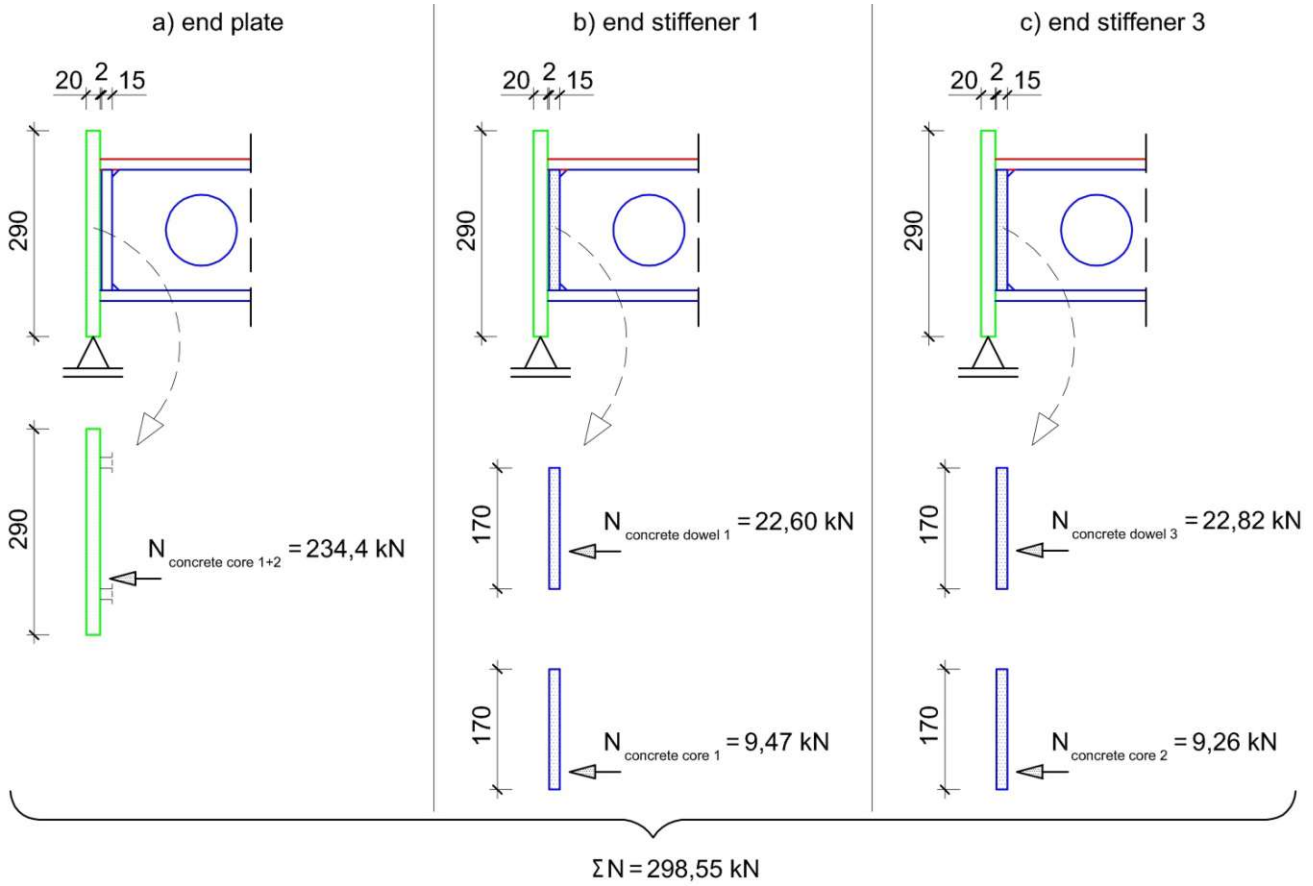 a) end plate
b) end stiffener 1
c) end stiffener 3
20 2 15
20 2 15
20 2 15
290
290
290
290
N concrete core 1+2 = 234,4 kN
170
N concrete dowel 1 = 22,60 kN
170
N concrete dowel 3 = 22,82 kN
170
N concrete core 1 = 9,47 kN
170
N concrete core 2 = 9,26 kN
ΣN = 298,55 kN